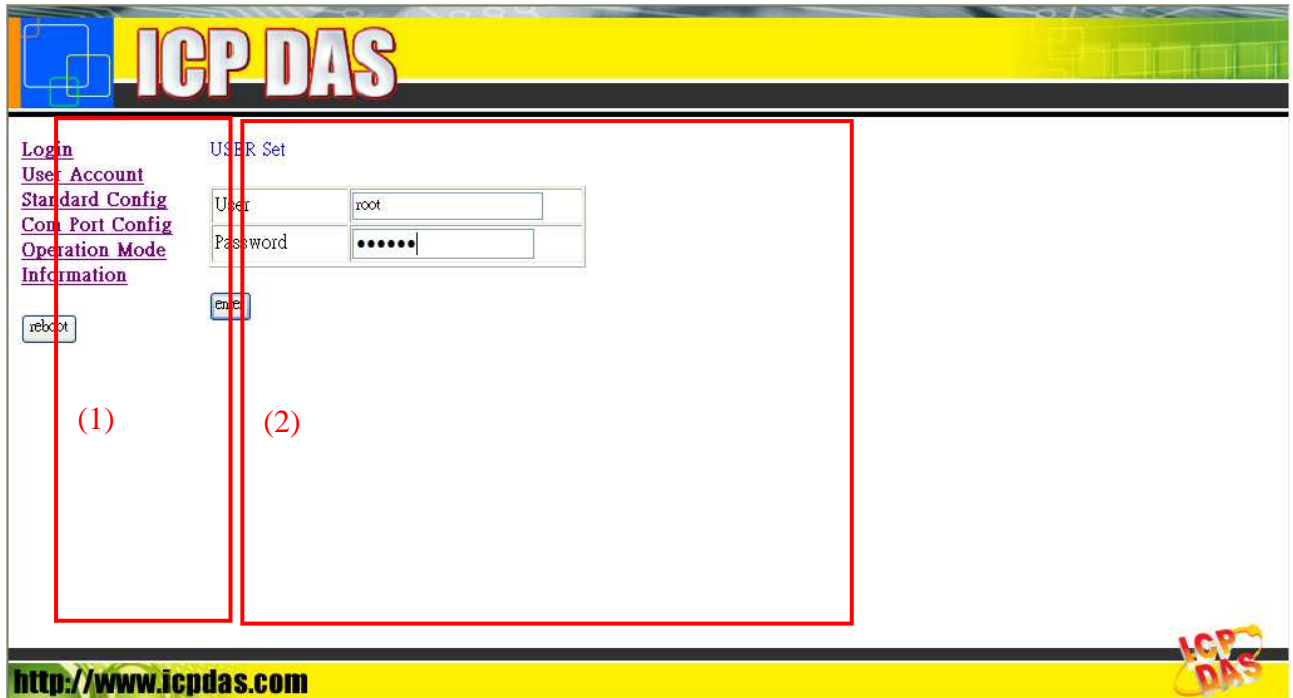 ICP DAS
Login
User Account
Standard Config
Com Port Config
Operation Mode
Information
reboot
USER Set
User root
Password ••••••
enter
(1)
(2)
ICP DAS
http://www.icpdas.com